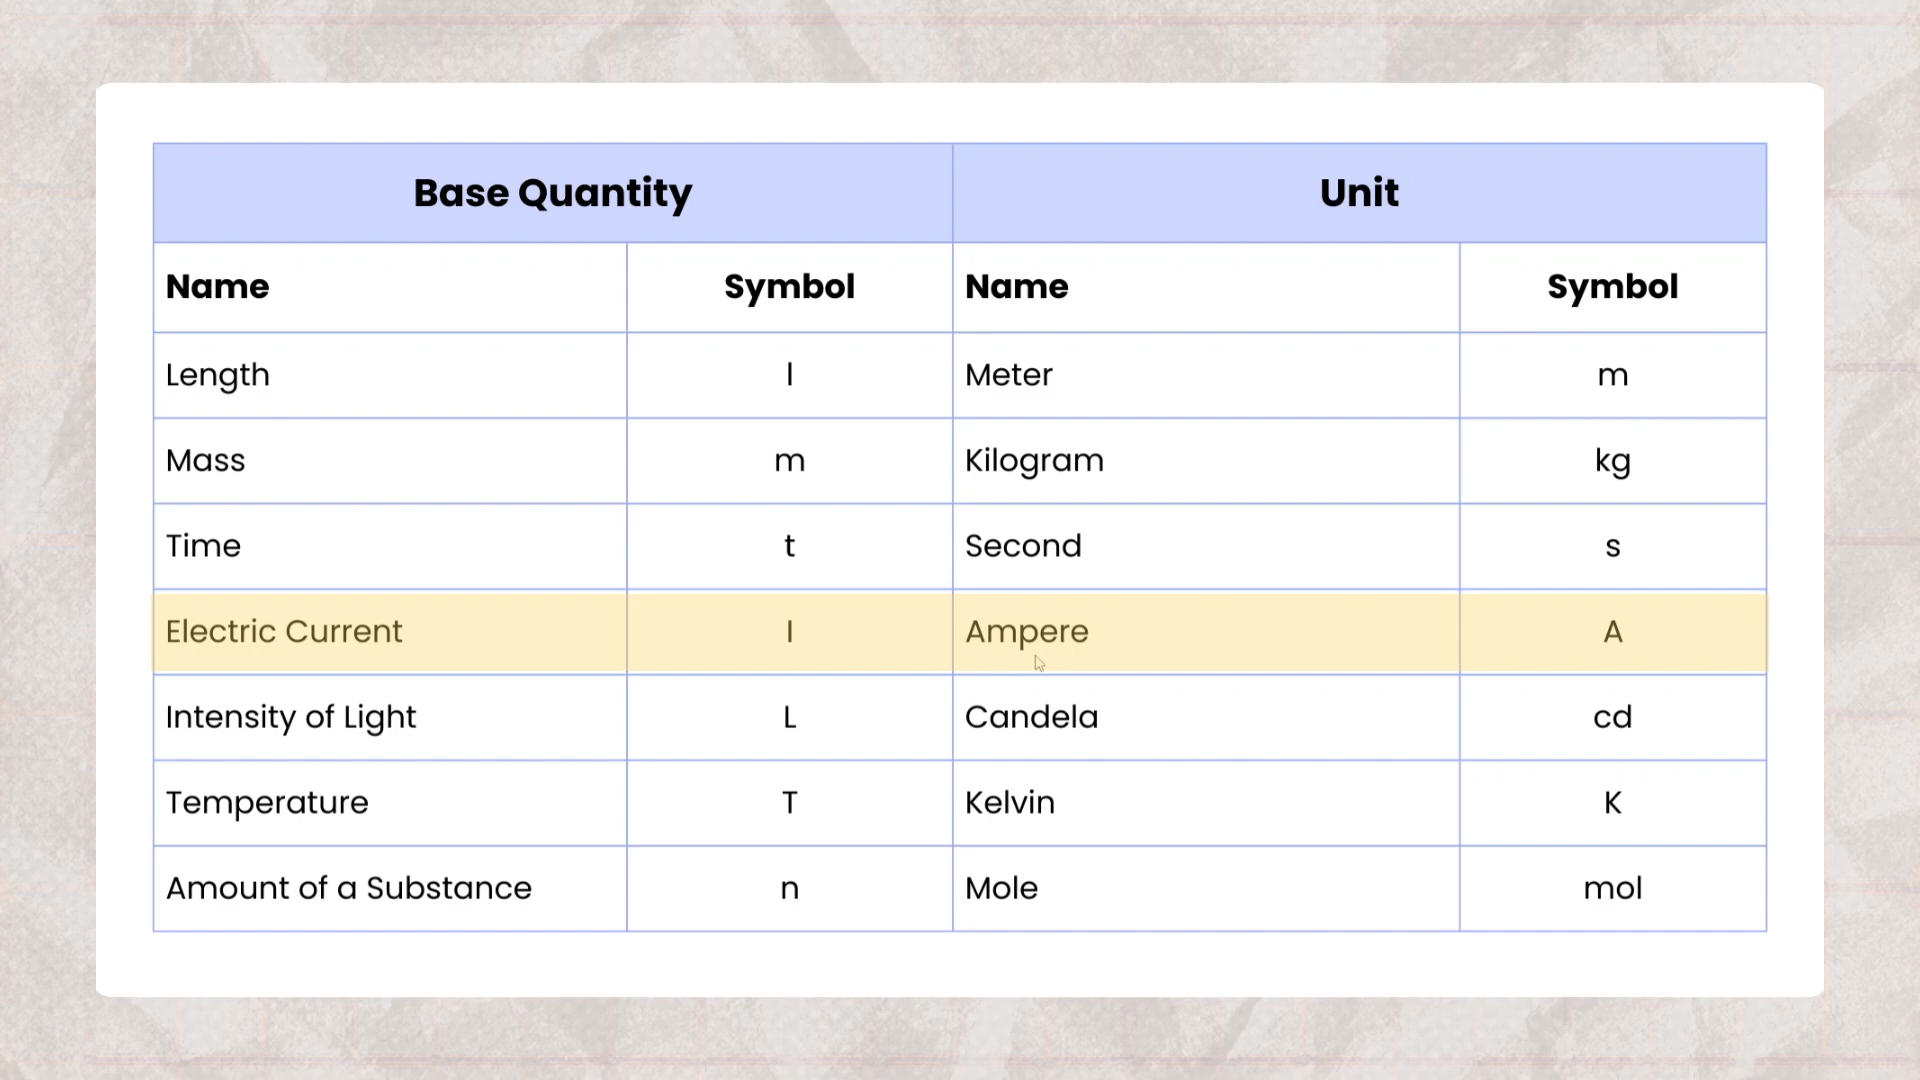 Base Quantity Unit
Name Symbol Name Symbol
Length l Meter m
Mass m Kilogram kg
Time t Second s
Electric Current I Ampere A
Intensity of Light L Candela cd
Temperature T Kelvin K
Amount of a Substance n Mole mol